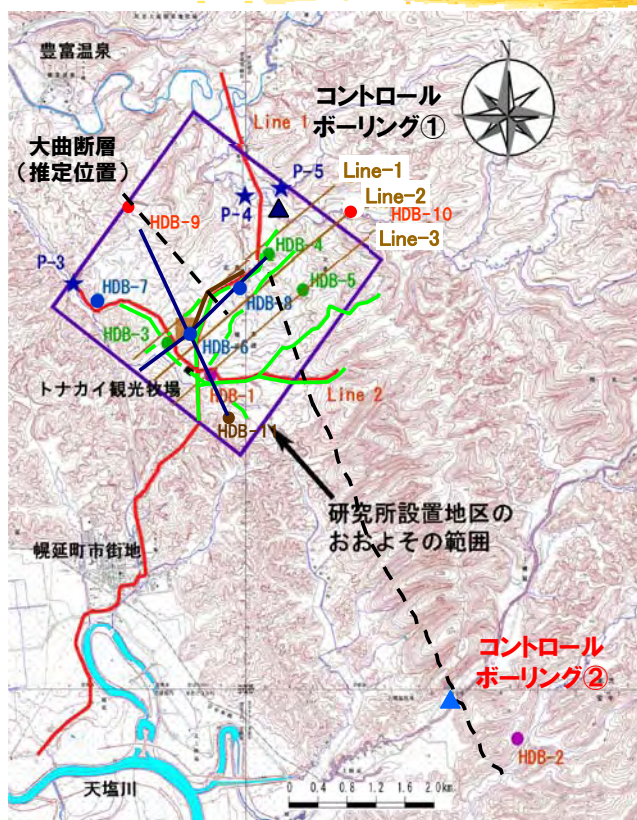 豊富温泉
コントロール
ボーリング①
Line 1
大曲断層
(推定位置)
P-5
Line-1
P-4
Line-2
HDB-9
HDB-10
Line-3
P-3
HDB-4
HDB-7
HDB-8
HDB-5
HDB-3
HDB-6
トナカイ観光牧場
HDB-1
Line 2
HDB-11
研究所設置地区の
おおよその範囲
幌延町市街地
コントロール
ボーリング②
HDB-2
天塩川
0 0.4 0.8 1.2 1.6 2.0km